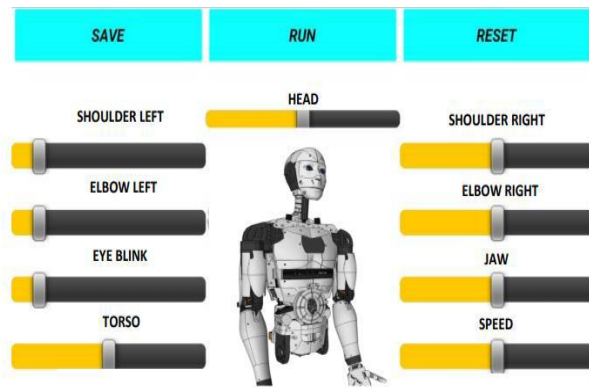 SAVE
RUN
RESET
HEAD
SHOULDER LEFT
SHOULDER RIGHT
ELBOW LEFT
ELBOW RIGHT
EYE BLINK
JAW
TORSO
SPEED